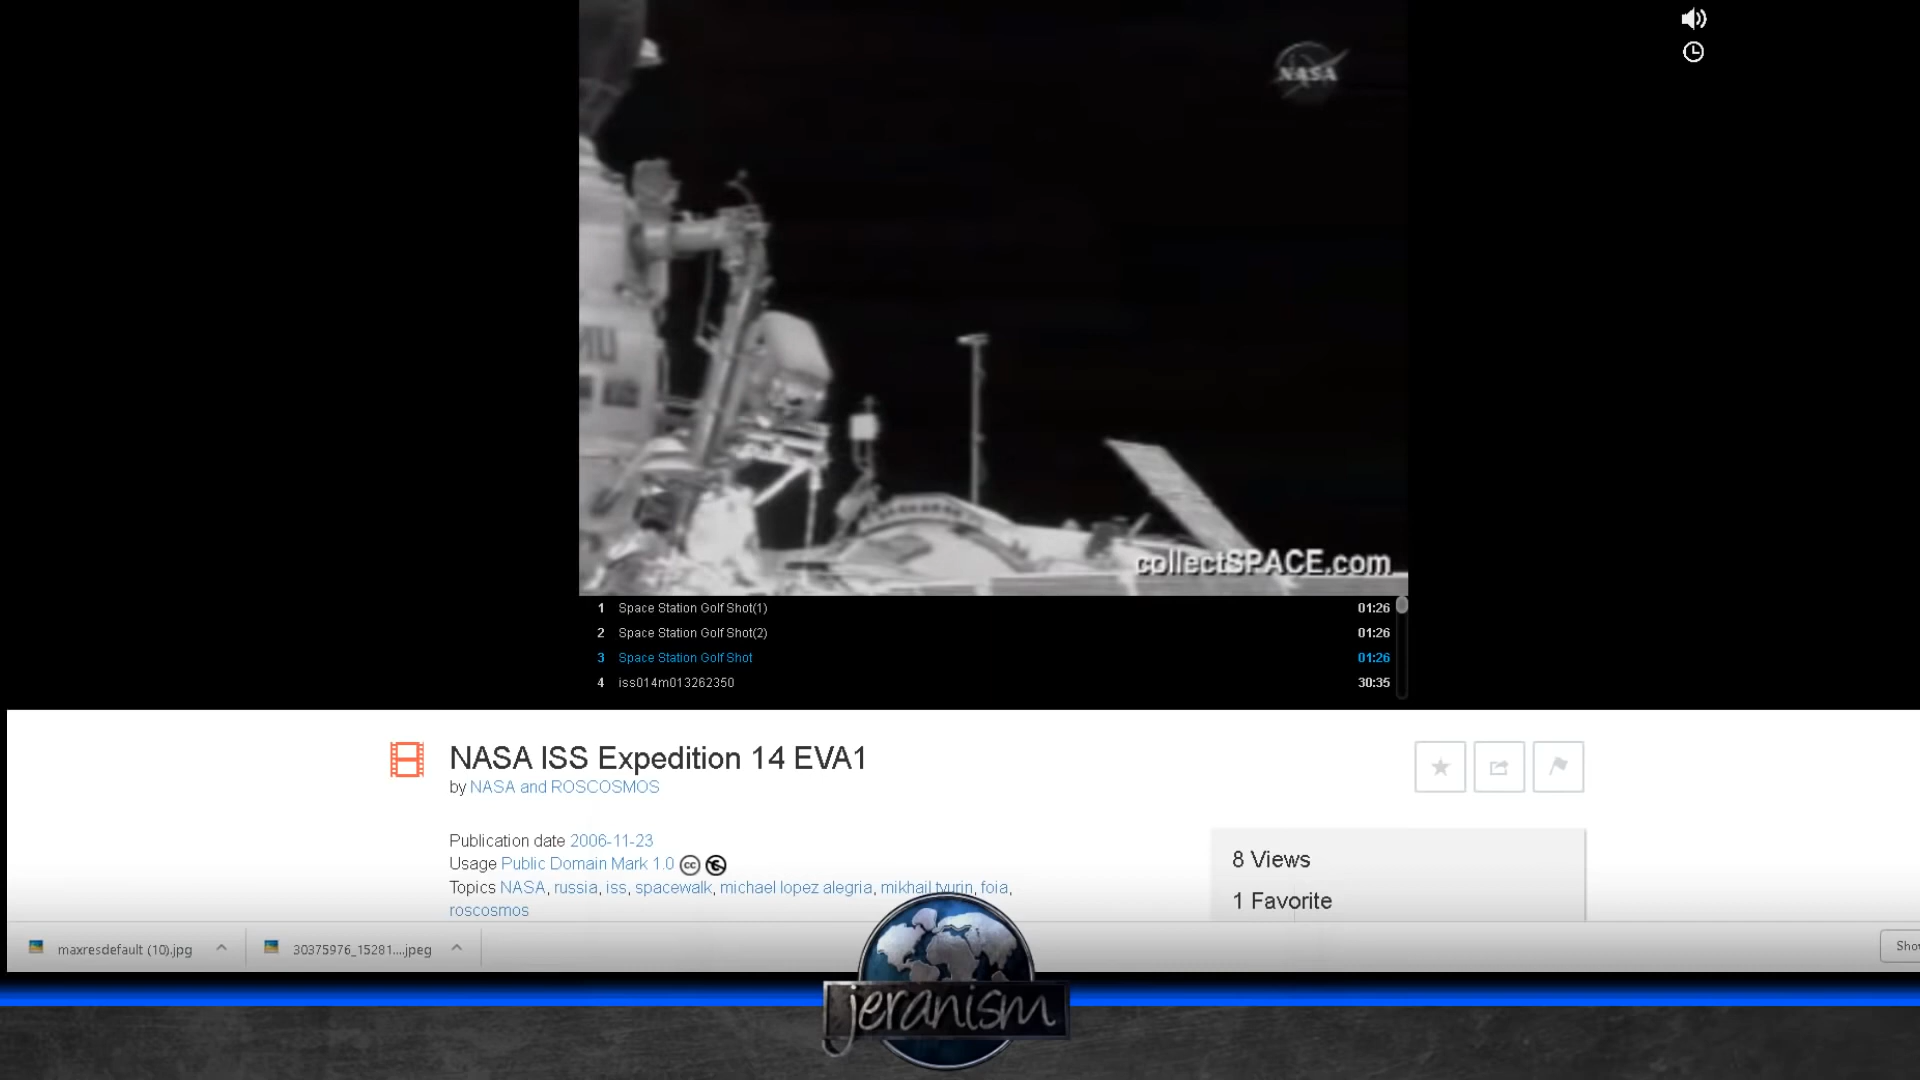 NASA
collectSPACE.com
1 Space Station Golf Shot(1) 01:26
2 Space Station Golf Shot(2) 01:26
3 Space Station Golf Shot 01:26
4 iss014m013262350 30:35
NASA ISS Expedition 14 EVA1
by NASA and ROSCOSMOS
Publication date 2006-11-23
Usage Public Domain Mark 1.0 cc
Topics NASA, russia, iss, spacewalk, michael lopez alegria, mikhail tyurin, foia,
roscosmos
8 Views
1 Favorite
maxresdefault (10).jpg
30375976_15281....jpeg
Sho
jeranism